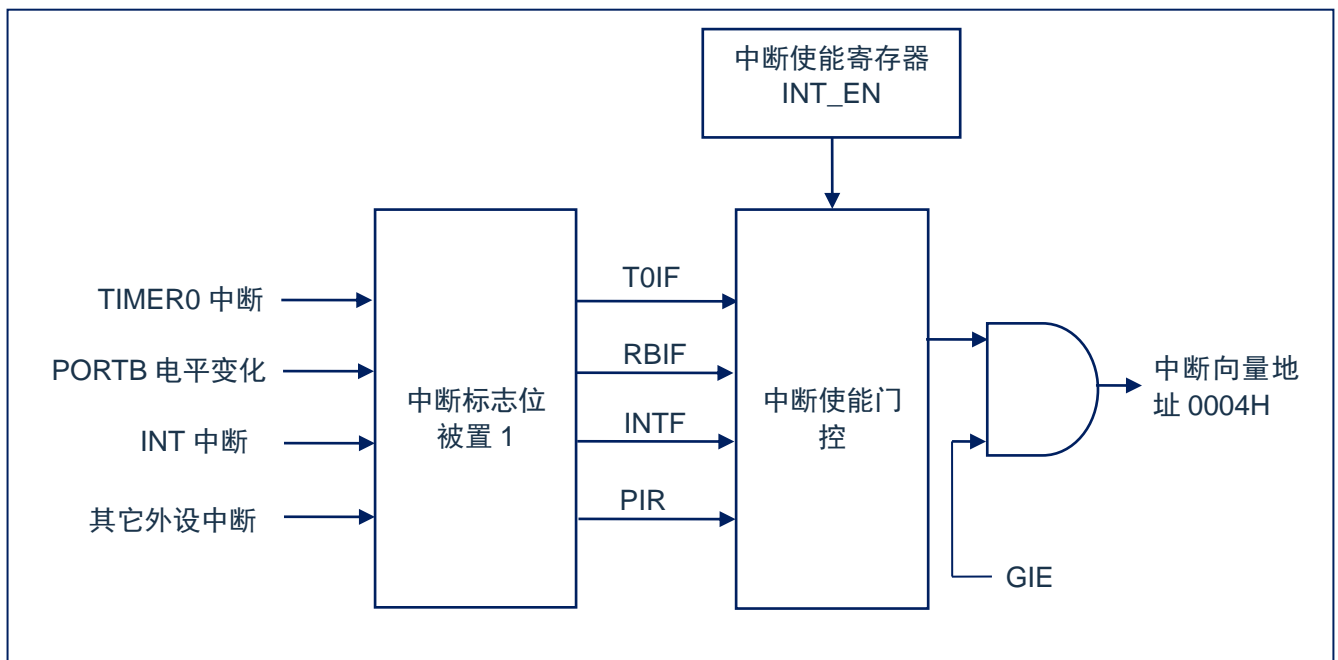 中断使能寄存器
INT_EN
TIMER0 中断
PORTB 电平变化
INT 中断
其它外设中断
中断标志位
被置 1
T0IF
RBIF
INTF
PIR
中断使能门
控
GIE
中断向量地
址 0004H